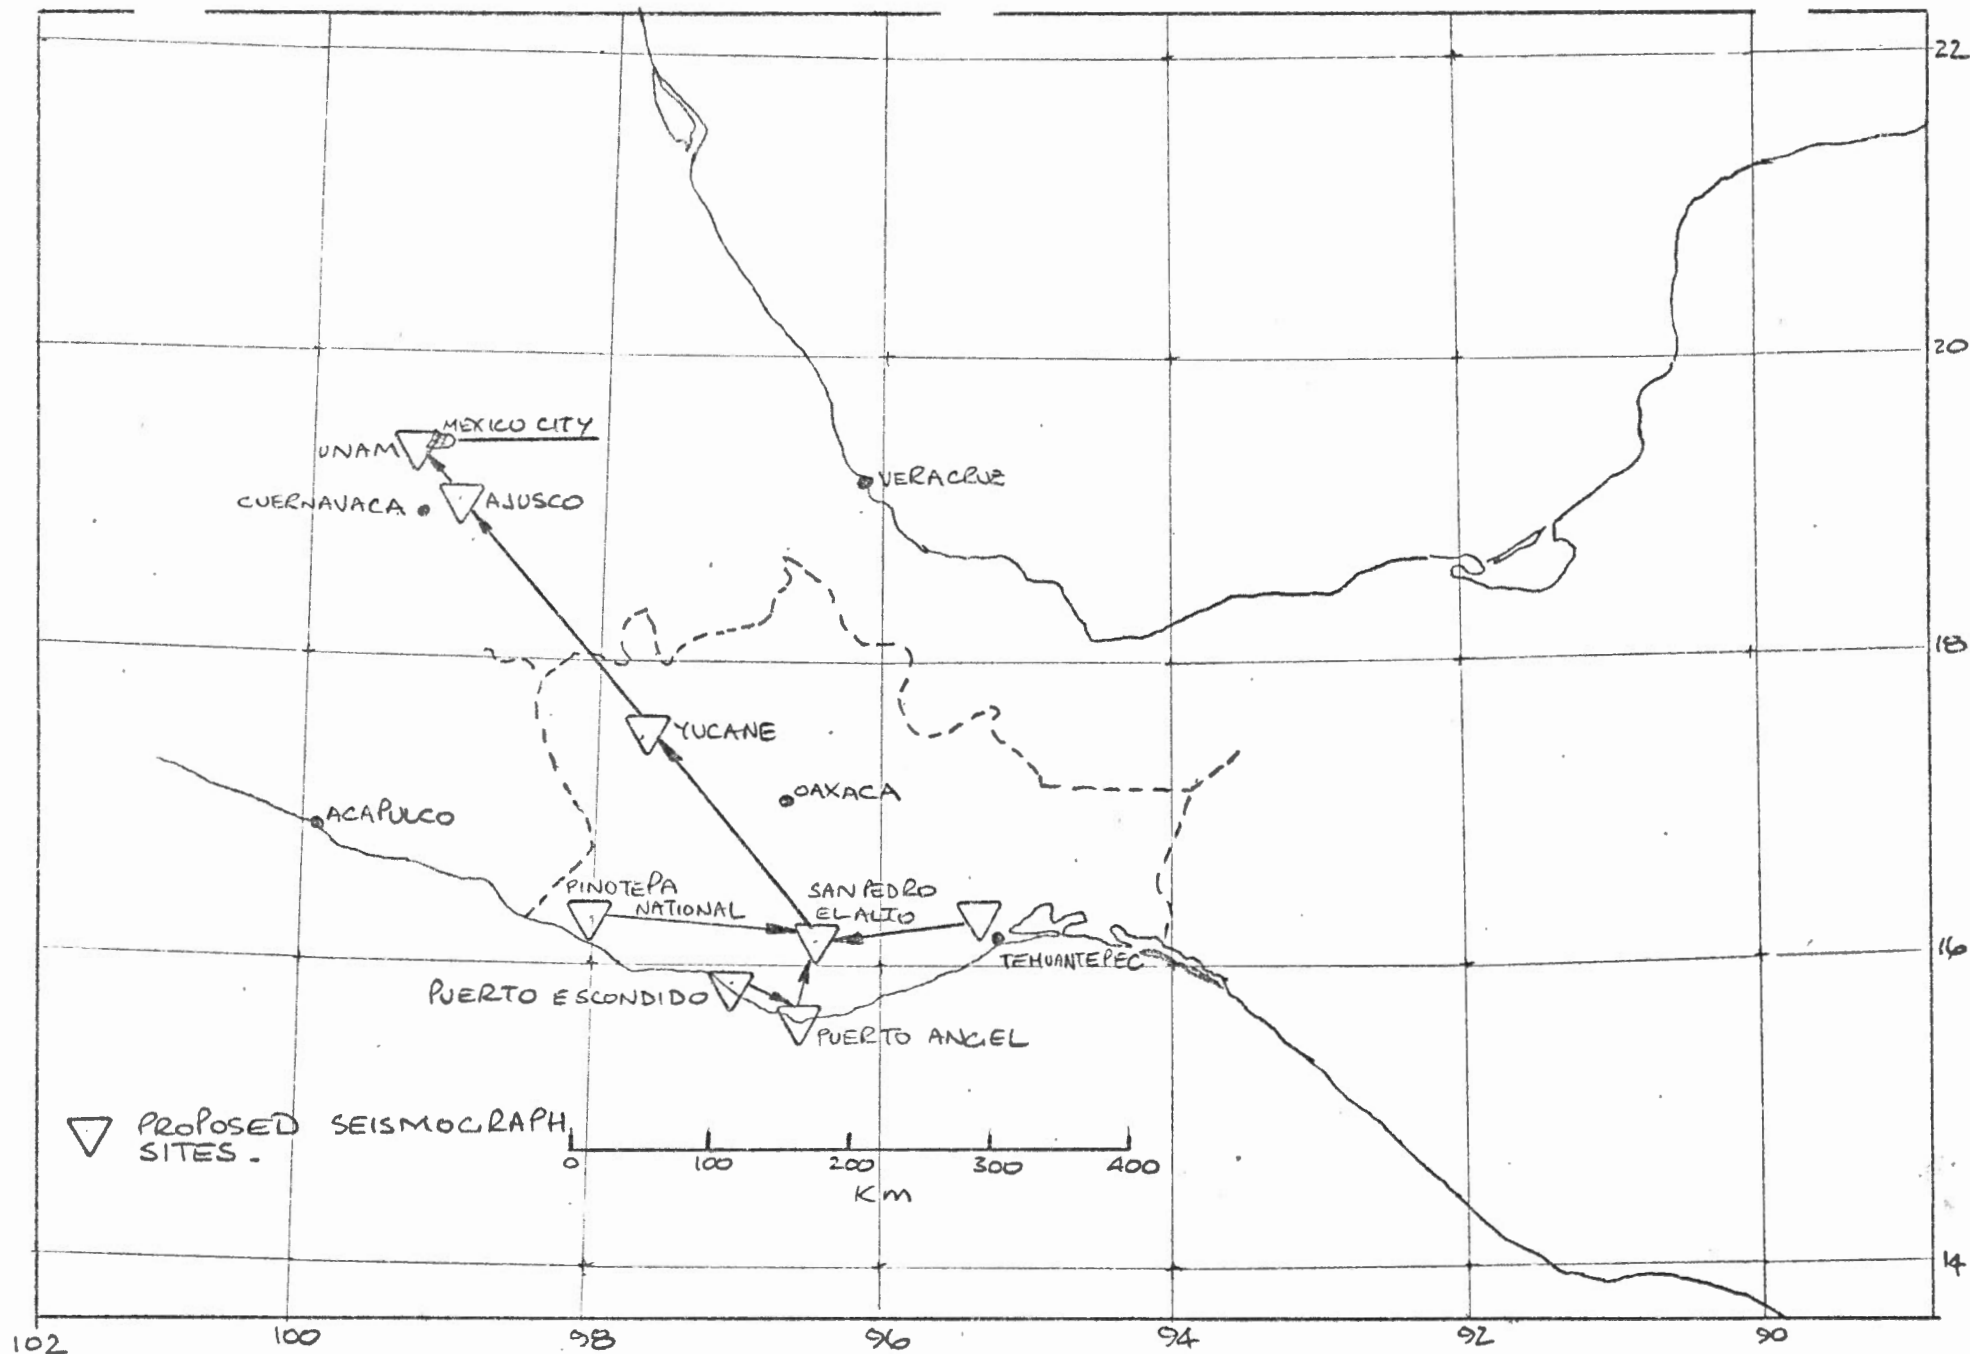 22
20
MEXICO CITY
UNAM
VERACRUZ
CUERNAVACA
AJUSCO
18
YUCANE
OAXACA
ACAPULCO
PINOTEPA
NATIONAL
SAN PEDRO
EL ALTO
16
TEHUANTEPEC
PUERTO ESCONDIDO
PUERTO ANGEL
PROPOSED SEISMOGRAPH
SITES.
0 100 200 300 400
Km
14
102 100 98 96 94 92 90